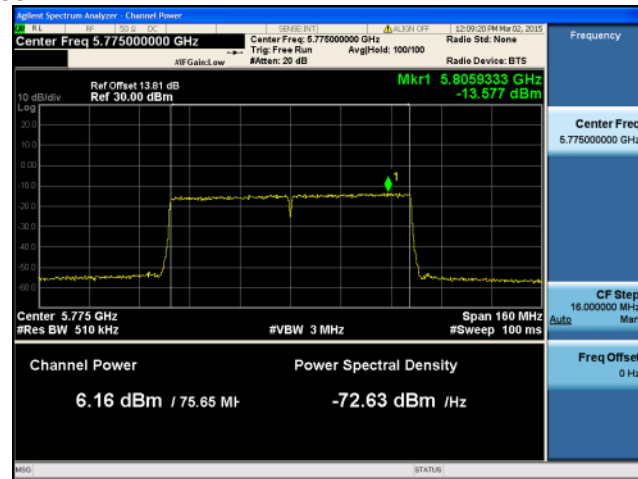 Agilent Spectrum Analyzer - Channel Power
RL RF 50 Ω DC SENSE:INT ALIGN OFF 12:09:20 PM Mar 02, 2015
Center Freq 5.775000000 GHz
Center Freq: 5.775000000 GHz
Radio Std: None
Trig: Free Run Avg|Hold: 100/100
#IFGain:Low #Atten: 20 dB Radio Device: BTS
Ref Offset 13.81 dB
10 dB/div Ref 30.00 dBm
Mkr1 5.8059333 GHz
-13.577 dBm
Log
20.0
10.0
0.00
-10.0
-20.0
-30.0
-40.0
-50.0
-60.0
1
Center 5.775 GHz Span 160 MHz
#Res BW 510 kHz #VBW 3 MHz #Sweep 100 ms
Channel Power Power Spectral Density
6.16 dBm / 75.65 MH -72.63 dBm /Hz
MSG STATUS
Frequency
Center Freq
5.775000000 GHz
CF Step
16.000000 MHz
Auto Man
Freq Offset
0 Hz